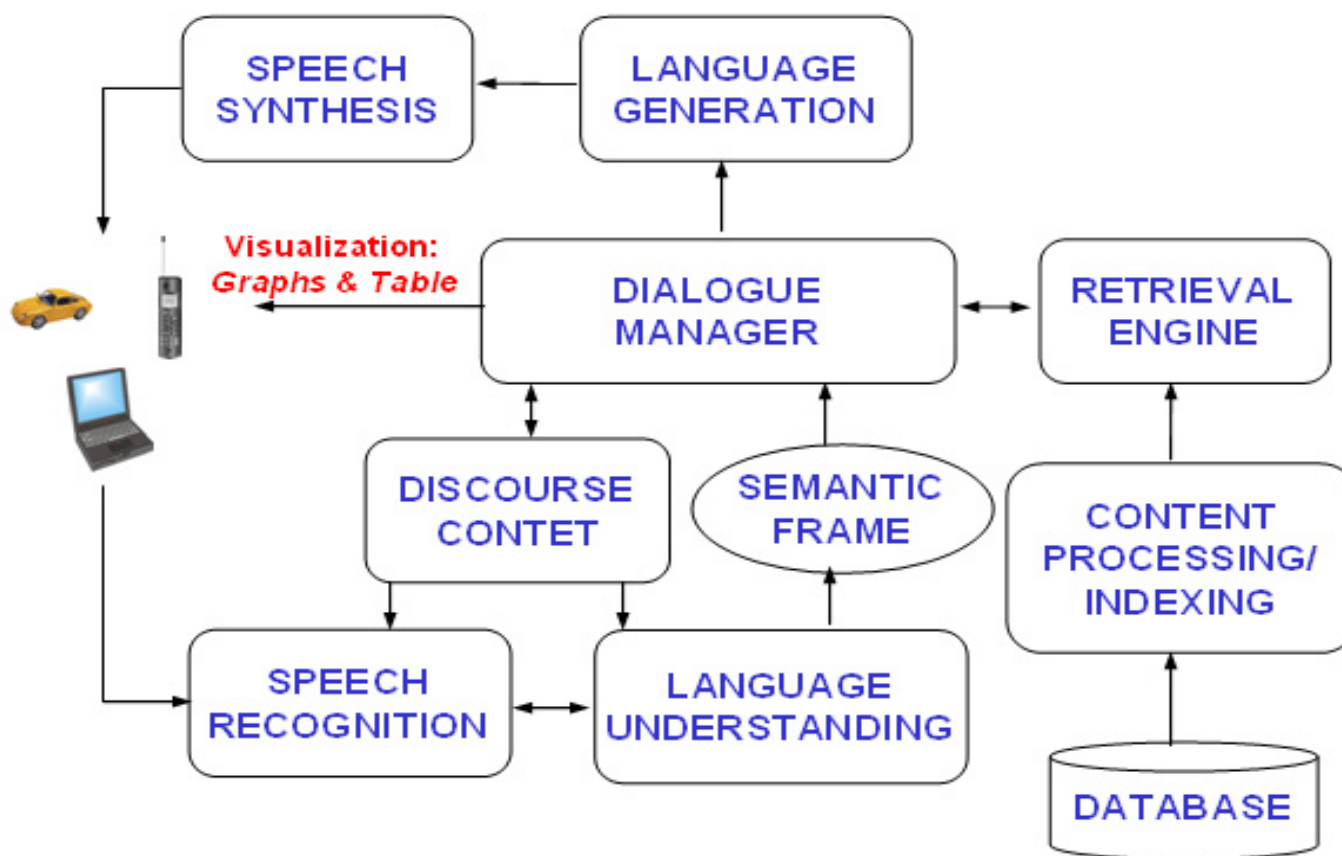 SPEECH
SYNTHESIS
LANGUAGE
GENERATION
Visualization:
Graphs & Table
DIALOGUE
MANAGER
RETRIEVAL
ENGINE
DISCOURSE
CONTET
SEMANTIC
FRAME
CONTENT
PROCESSING/
INDEXING
SPEECH
RECOGNITION
LANGUAGE
UNDERSTANDING
DATABASE